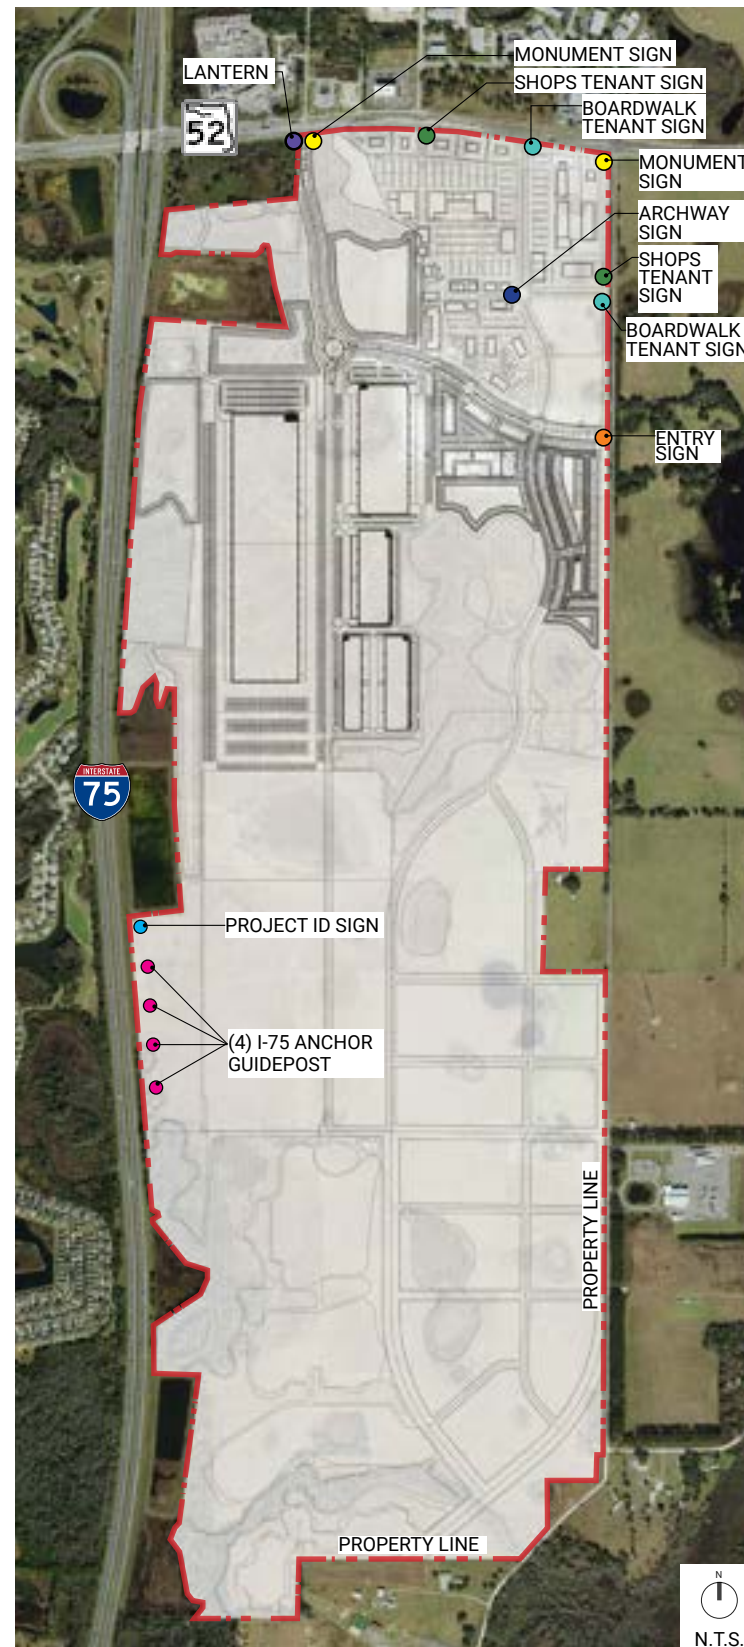 MONUMENT SIGN
LANTERN
SHOPS TENANT SIGN
BOARDWALK
TENANT SIGN
52
MONUMENT
SIGN
ARCHWAY
SIGN
SHOPS
TENANT
SIGN
BOARDWALK
TENANT SIGN
ENTRY
SIGN
INTERSTATE
75
PROJECT ID SIGN
(4) I-75 ANCHOR
GUIDEPOST
PROPERTY LINE
PROPERTY LINE
N
N.T.S.